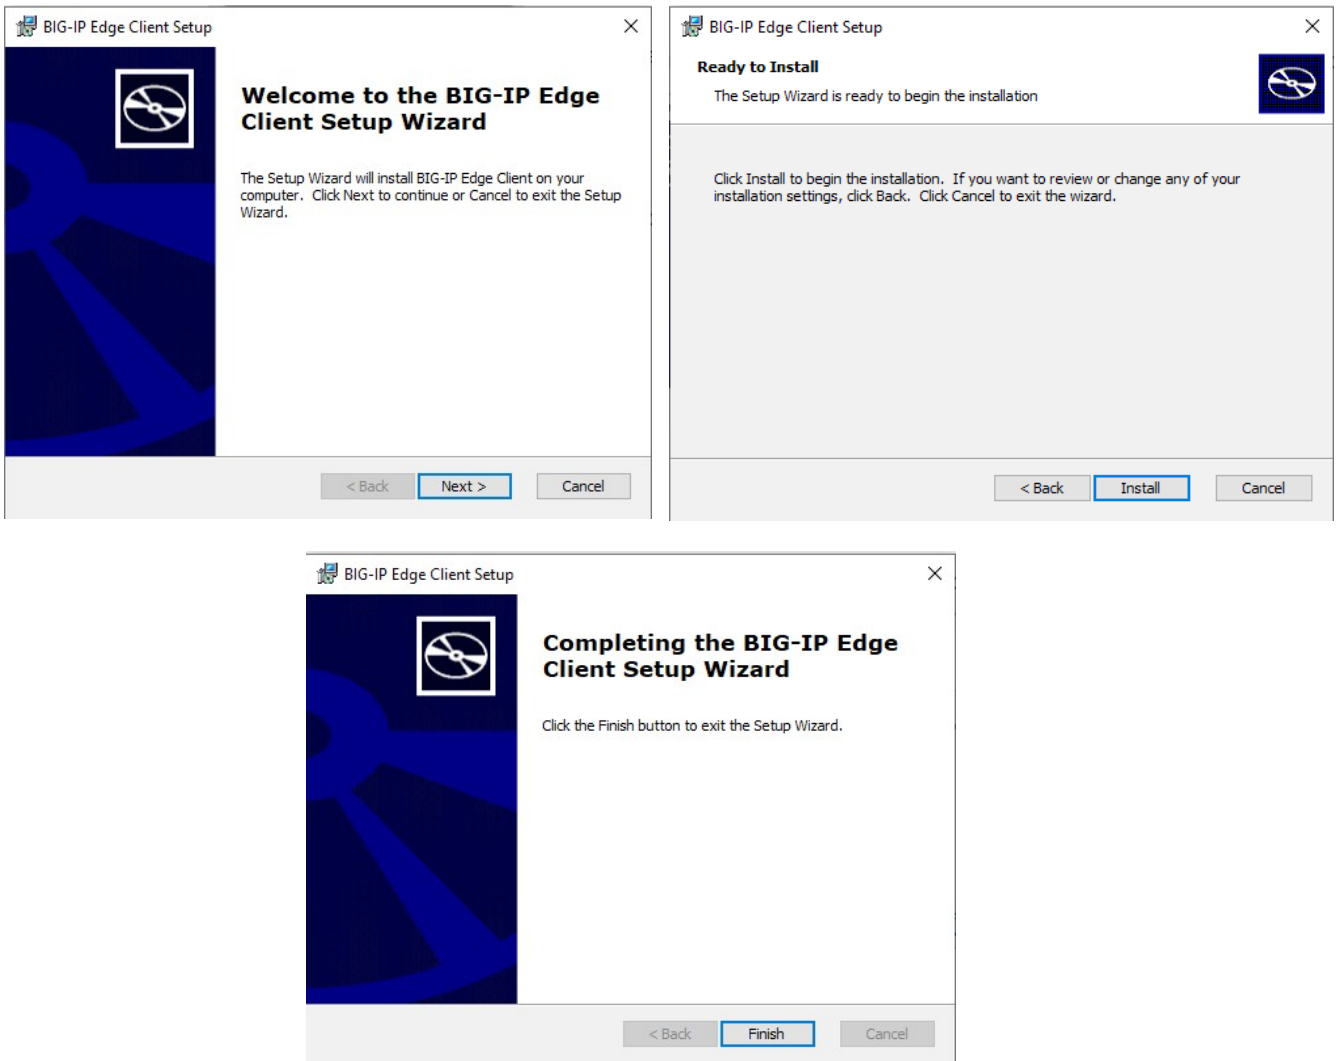 BIG-IP Edge Client Setup
Welcome to the BIG-IP Edge
Client Setup Wizard
The Setup Wizard will install BIG-IP Edge Client on your
computer. Click Next to continue or Cancel to exit the Setup
Wizard.
< Back Next > Cancel
BIG-IP Edge Client Setup
Ready to Install
The Setup Wizard is ready to begin the installation
Click Install to begin the installation. If you want to review or change any of your
installation settings, click Back. Click Cancel to exit the wizard.
< Back Install Cancel
BIG-IP Edge Client Setup
Completing the BIG-IP Edge
Client Setup Wizard
Click the Finish button to exit the Setup Wizard.
< Back Finish Cancel